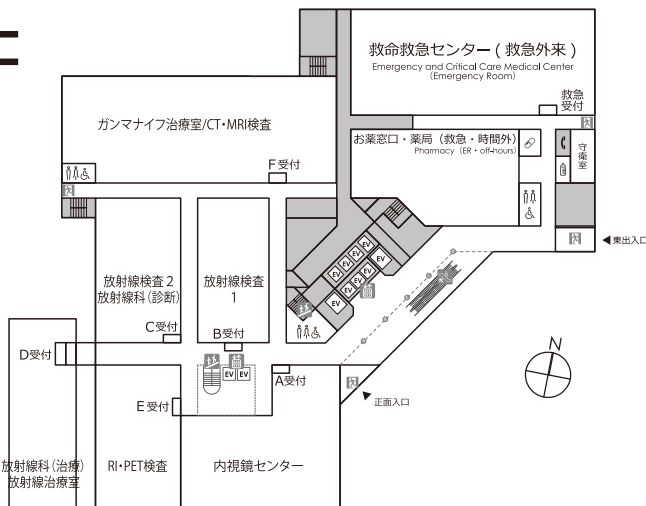 救命救急センター ( 救急外来 )
Emergency and Critical Care Medical Center
(Emergency Room)
救急
受付
ガンマナイフ治療室/CT・MRI検査
お薬窓口・薬局（救急・時間外）
Pharmacy（ER・off-hours）
守衛室
F 受付
EV
EV
EV
EV
EV
EV
EV
EV
東出入口
放射線検査 2
放射線科（診断）
放射線検査
1
C受付
B受付
D受付
EV
EV
A受付
N
E 受付
正面入口
放射線科（治療）
放射線治療室
RI・PET検査
内視鏡センター